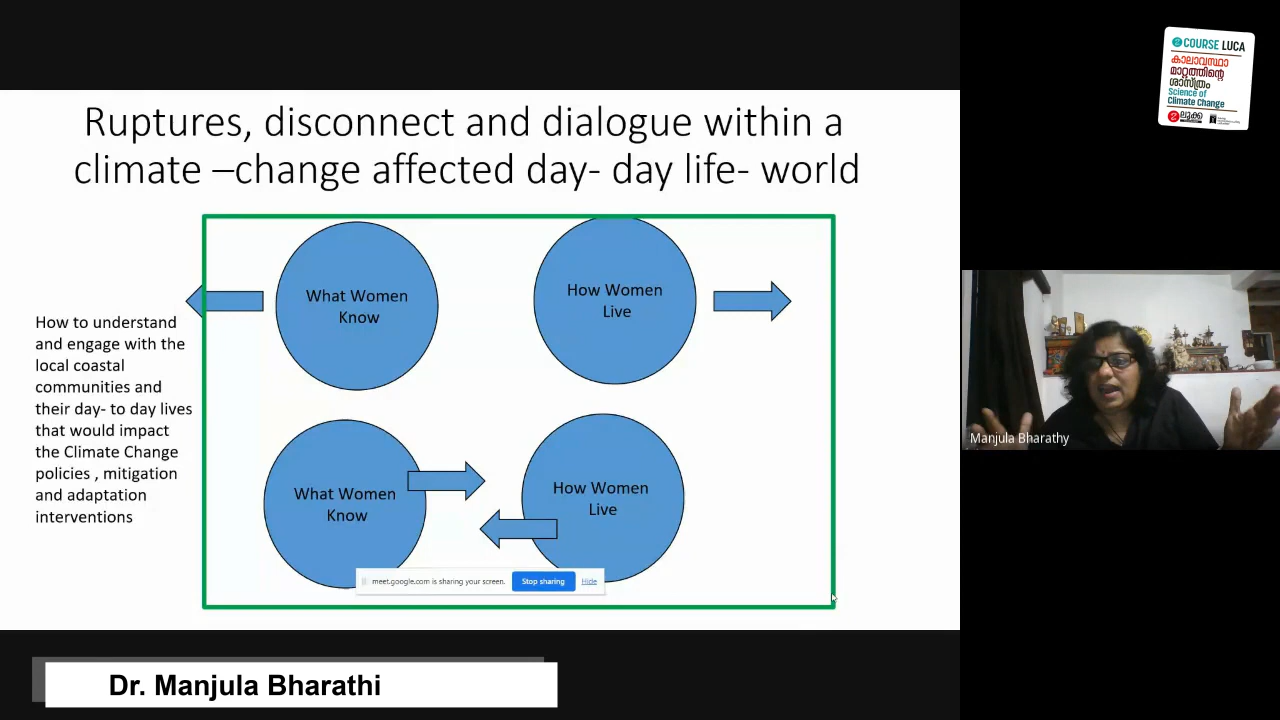 Ruptures, disconnect and dialogue within a
climate –change affected day- day life- world
What Women
Know
How Women
Live
How to understand
and engage with the
local coastal
communities and
their day- to day lives
that would impact
the Climate Change
policies , mitigation
and adaptation
interventions
What Women
Know
How Women
Live
meet.google.com is sharing your screen.
Stop sharing
Hide
Dr. Manjula Bharathi
COURSE LUCA
കാലാവസ്ഥാ
മാറ്റത്തിന്റെ
ശാസ്ത്രം
Science of
Climate Change
ലൂക്ക
Manjula Bharathy